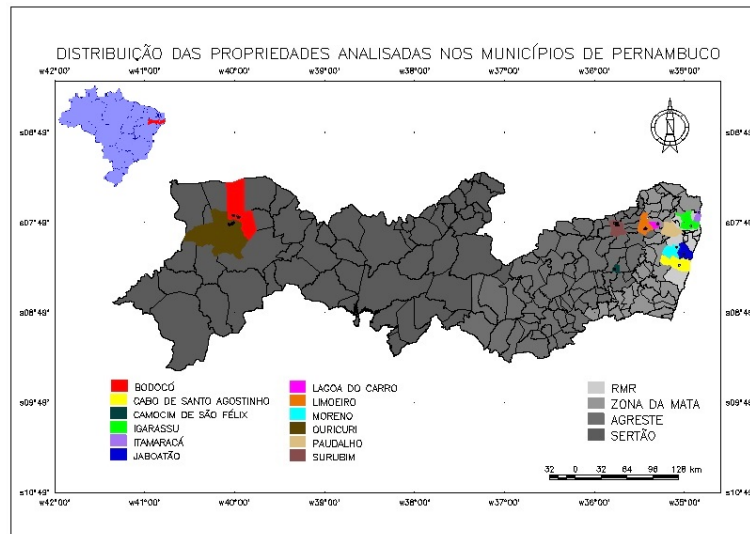 DISTRIBUIÇÃO DAS PROPRIEDADES ANALISADAS NOS MUNICÍPIOS DE PERNAMBUCO
w42°00' w41°00' w40°00' w39°00' w38°00' w37°00' w36°00' w35°00'
s06°49' s06°49'
s07°49' s07°49'
s08°49' s08°49'
s09°49' s09°49'
s10°49' s10°49'
BODOCÓ
CABO DE SANTO AGOSTINHO
CAMOCIM DE SÃO FÉLIX
IGARASSU
ITAMARACÁ
JABOATÃO
LAGOA DO CARRO
LIMOEIRO
MORENO
OURICURI
PAUDALHO
SURUBIM
RMR
ZONA DA MATA
AGRESTE
SERTÃO
32 0 32 64 96 128 km
w42°00' w41°00' w40°00' w39°00' w38°00' w37°00' w36°00' w35°00'